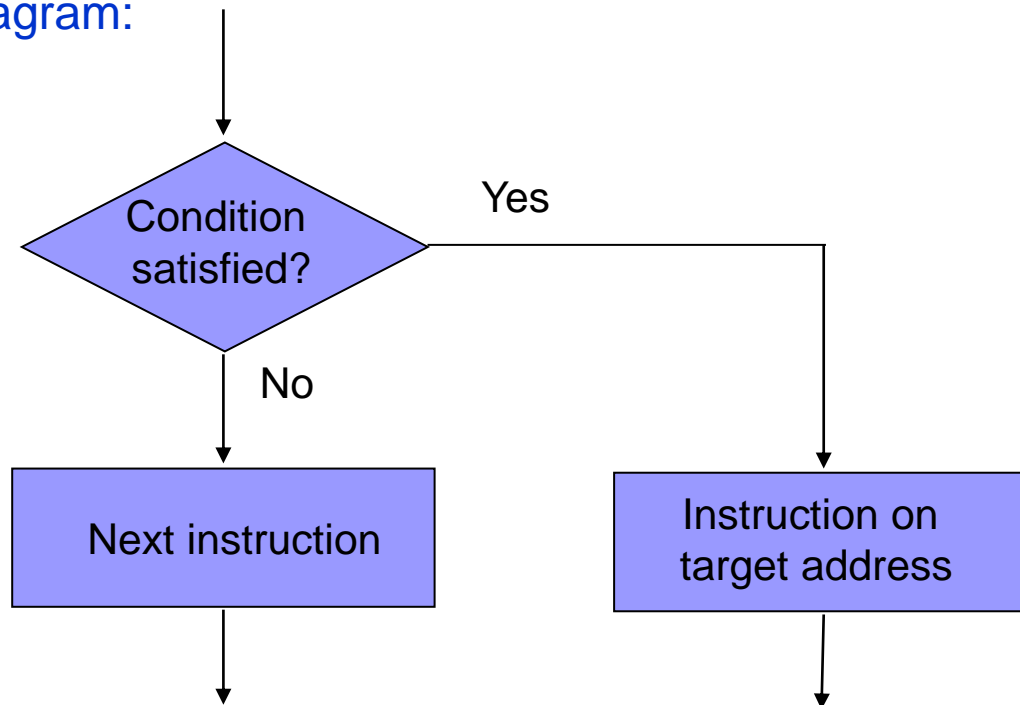 agram:
Condition
satisfied?
Yes
No
Next instruction
Instruction on
target address